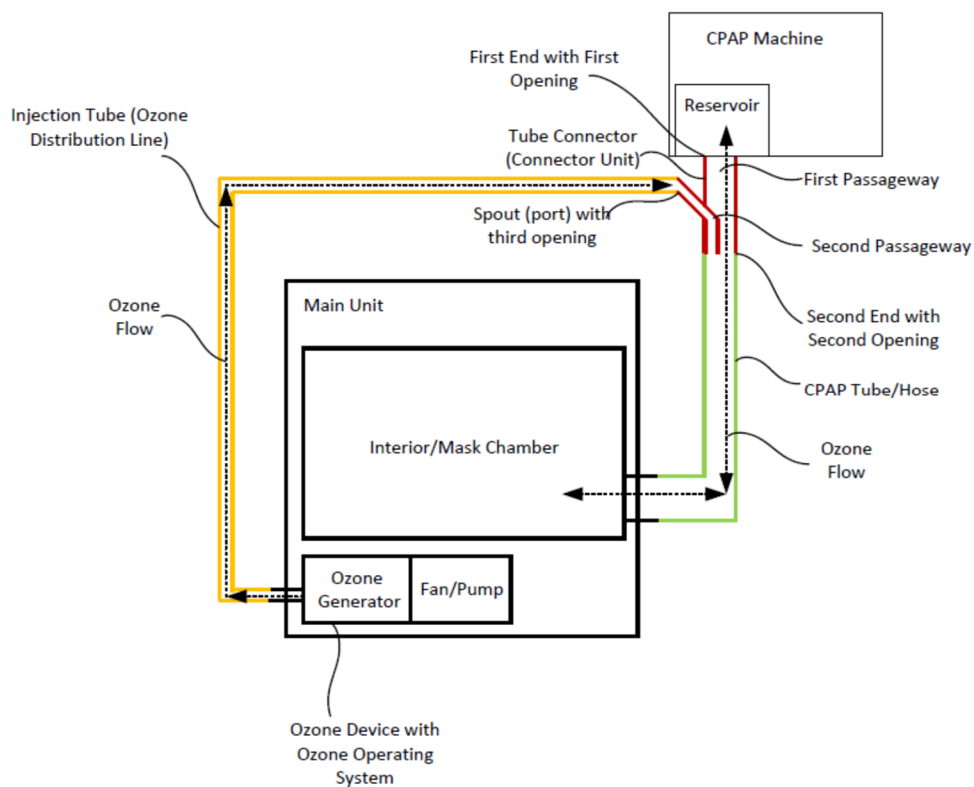 CPAP Machine
First End with First
Opening
Reservoir
Injection Tube (Ozone
Distribution Line)
Tube Connector
(Connector Unit)
First Passageway
Spout (port) with
third opening
Second Passageway
Ozone
Flow
Main Unit
Second End with
Second Opening
CPAP Tube/Hose
Interior/Mask Chamber
Ozone
Flow
Ozone
Generator
Fan/Pump
Ozone Device with
Ozone Operating
System